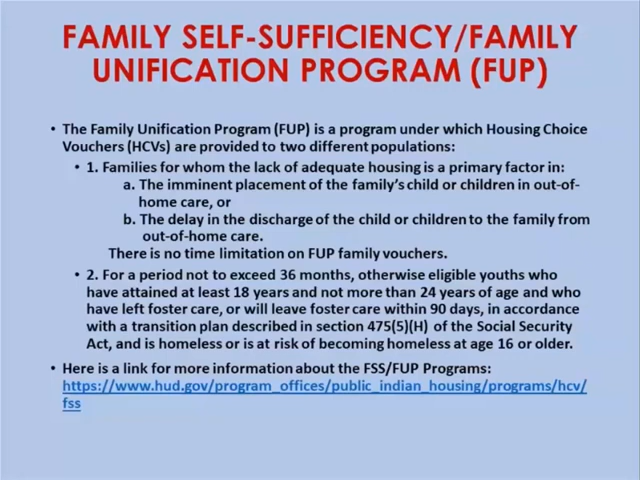 FAMILY SELF-SUFFICIENCY/FAMILY
UNIFICATION PROGRAM (FUP)
• The Family Unification Program (FUP) is a program under which Housing Choice
Vouchers (HCVs) are provided to two different populations:
• 1. Families for whom the lack of adequate housing is a primary factor in:
a. The imminent placement of the family's child or children in out-of-
home care, or
b. The delay in the discharge of the child or children to the family from
out-of-home care.
There is no time limitation on FUP family vouchers.
• 2. For a period not to exceed 36 months, otherwise eligible youths who
have attained at least 18 years and not more than 24 years of age and who
have left foster care, or will leave foster care within 90 days, in accordance
with a transition plan described in section 475(5)(H) of the Social Security
Act, and is homeless or is at risk of becoming homeless at age 16 or older.
• Here is a link for more information about the FSS/FUP Programs:
https://www.hud.gov/program_offices/public_indian_housing/programs/hcv/
fss